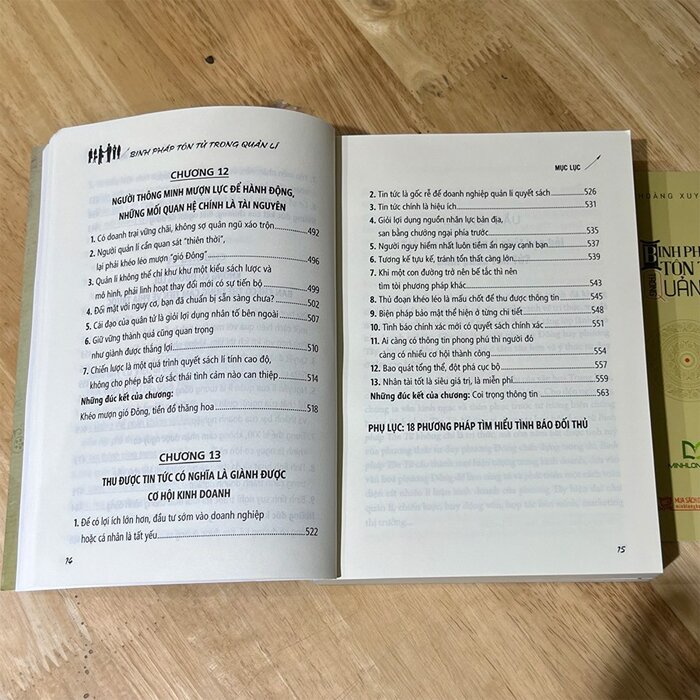 BINH PHÁP TÔN TỬ TRONG QUẢN LÍ
CHƯƠNG 12
NGƯỜI THÔNG MINH MƯỢN LỰC ĐỂ HÀNH ĐỘNG,
NHỮNG MỐI QUAN HỆ CHÍNH LÀ TÀI NGUYÊN
1. Có doanh trại vững chãi, không sợ quân ngũ xáo trộn.......492
2. Người quản lí cần quan sát "thiên thời",
lại phải khéo léo mượn "gió Đông".......496
3. Quản lí không thể chỉ khư khư một kiểu sách lược và
mô hình, phải linh hoạt thay đổi mới có sự tiến bộ.......499
4. Đối mặt với nguy cơ, bạn đã chuẩn bị sẵn sàng chưa?.......502
5. Cái đạo của quân tử là giỏi lợi dụng nhân tố bên ngoài.......507
6. Giữ vững thành quả cũng quan trọng
như giành được thắng lợi.......510
7. Chiến lược là một quá trình quyết sách lí tính cao độ,
không cho phép bất cứ sắc thái tình cảm nào can thiệp.......514
Những đúc kết của chương:
Khéo mượn gió Đông, tiền đồ thăng hoa.......518
CHƯƠNG 13
THU ĐƯỢC TIN TỨC CÓ NGHĨA LÀ GIÀNH ĐƯỢC
CƠ HỘI KINH DOANH
1. Để có lợi ích lớn hơn, đầu tư sớm vào doanh nghiệp
hoặc cá nhân là tất yếu.......522
14
MỤC LỤC
2. Tin tức là gốc rễ để doanh nghiệp quản lí quyết sách.......526
3. Tin tức chính là hiệu ích.......531
4. Giỏi lợi dụng nguồn nhân lực bản địa,
san bằng chướng ngại phía trước.......535
5. Người nguy hiểm nhất luôn tiềm ẩn ngay cạnh bạn.......537
6. Tương kế tựu kế, tránh tổn thất càng lớn.......539
7. Khi một con đường trở nên bế tắc thì nên
tìm tòi phương pháp khác.......543
8. Thủ đoạn khéo léo là mấu chốt để thu được thông tin.......545
9. Biện pháp bảo mật thể hiện ở từng chi tiết.......548
10. Tình báo chính xác mới có quyết sách chính xác.......551
11. Ai càng có thông tin phong phú thì người đó
càng có nhiều cơ hội thành công.......554
12. Bao quát tổng thể, đột phá cục bộ.......557
13. Nhân tài tốt là siêu giá trị, là miễn phí.......559
Những đúc kết của chương: Coi trọng thông tin.......563
PHỤ LỤC: 18 PHƯƠNG PHÁP TÌM HIỂU TÌNH BÁO ĐỐI THỦ
15
HOÀNG XUY
BINH PH
TÔN T
TRONG
QUẢN
MINHLON
MUA SÁCH
minhlongbo